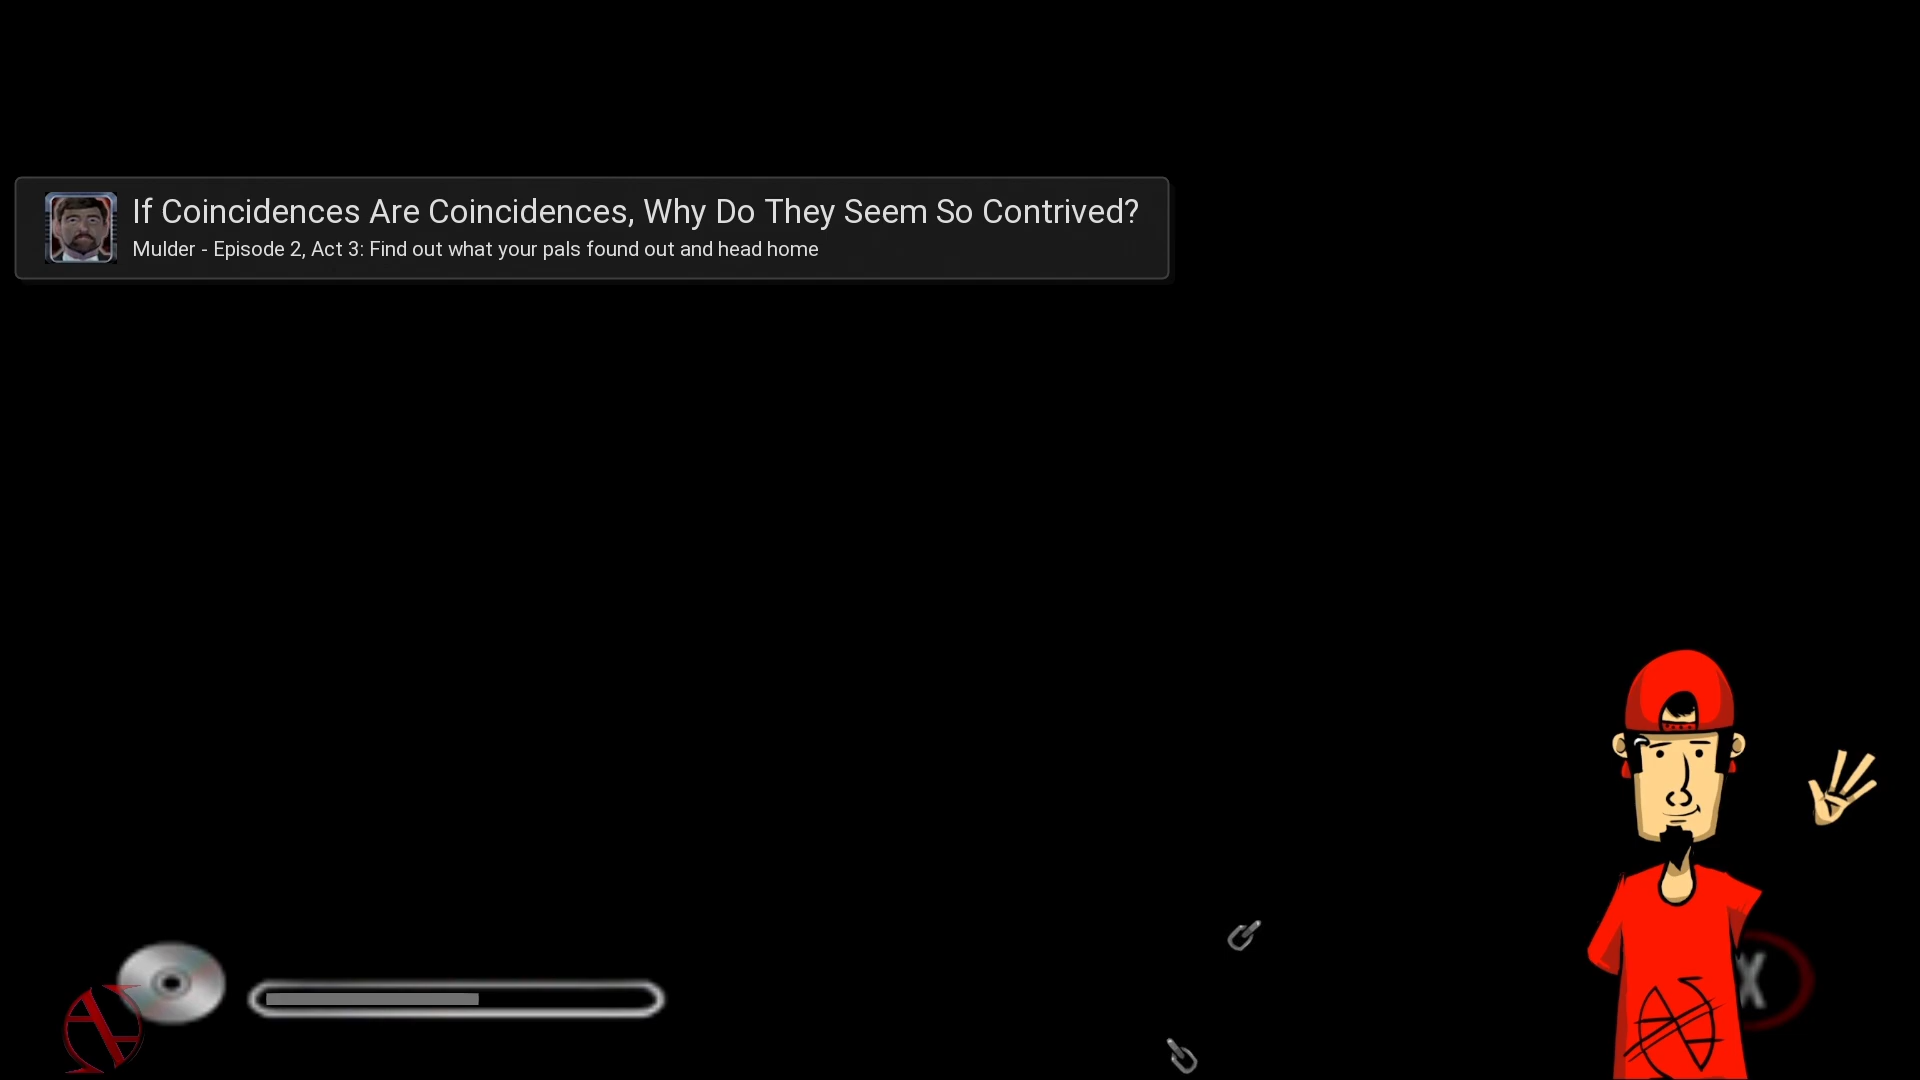 If Coincidences Are Coincidences, Why Do They Seem So Contrived?
Mulder - Episode 2, Act 3: Find out what your pals found out and head home
X